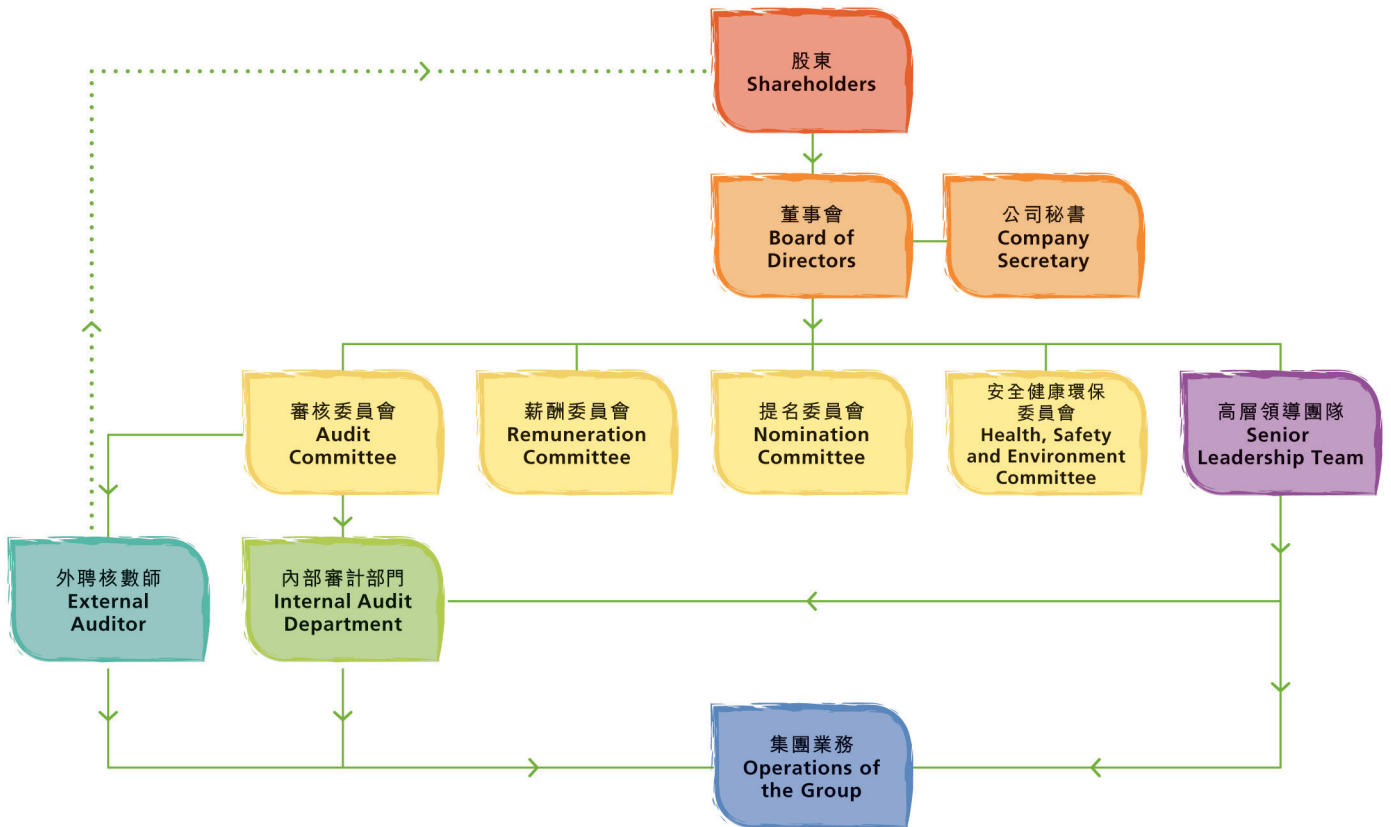 股東
Shareholders
董事會
Board of
Directors
公司秘書
Company
Secretary
審核委員會
Audit
Committee
薪酬委員會
Remuneration
Committee
提名委員會
Nomination
Committee
安全健康環保
委員會
Health, Safety
and Environment
Committee
高層領導團隊
Senior
Leadership Team
外聘核數師
External
Auditor
內部審計部門
Internal Audit
Department
集團業務
Operations of
the Group